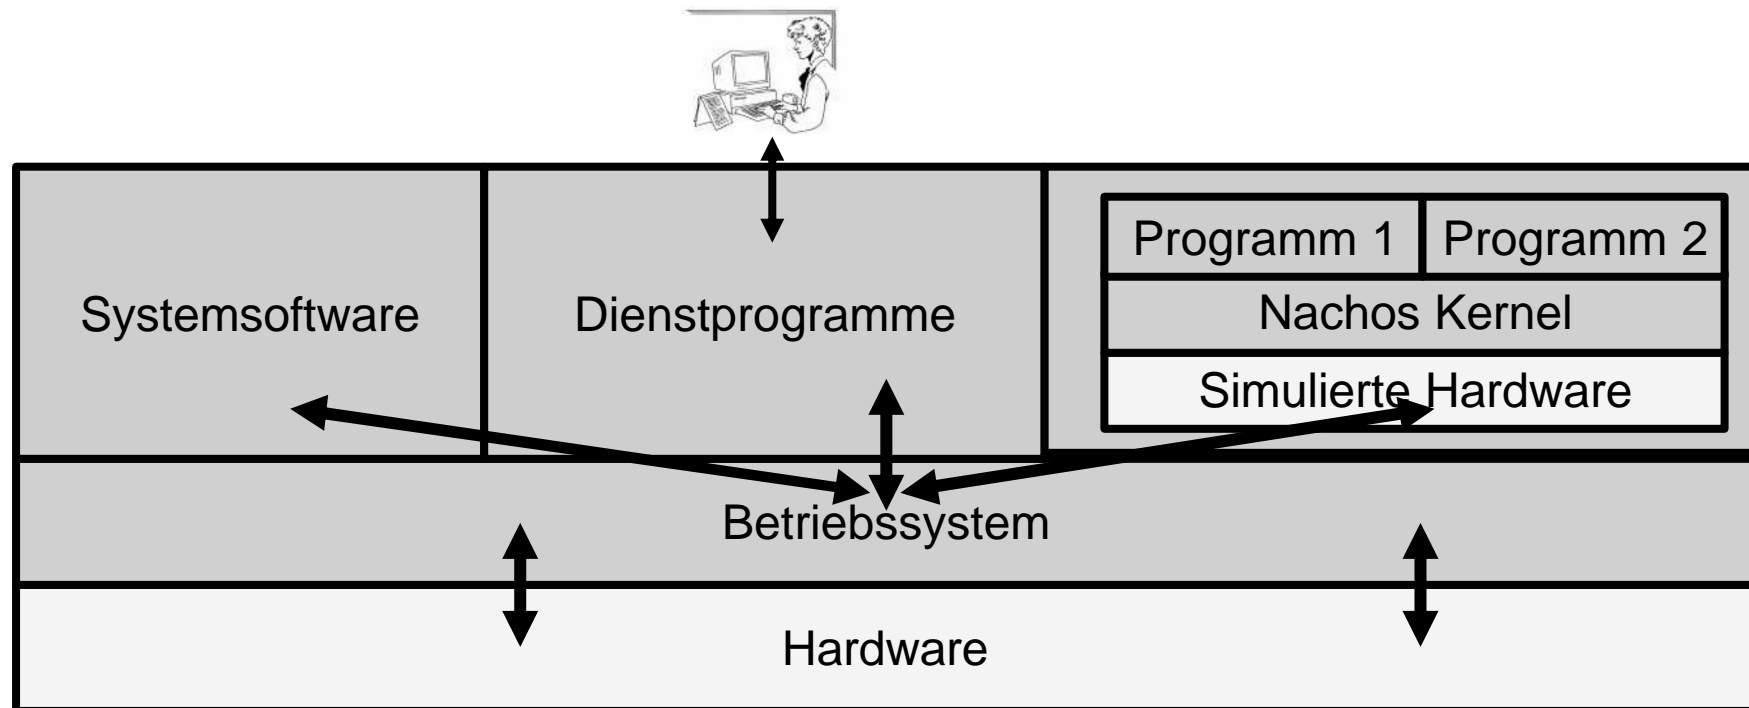 Programm 1
Programm 2
Systemsoftware
Dienstprogramme
Nachos Kernel
Simulierte Hardware
Betriebssystem
Hardware